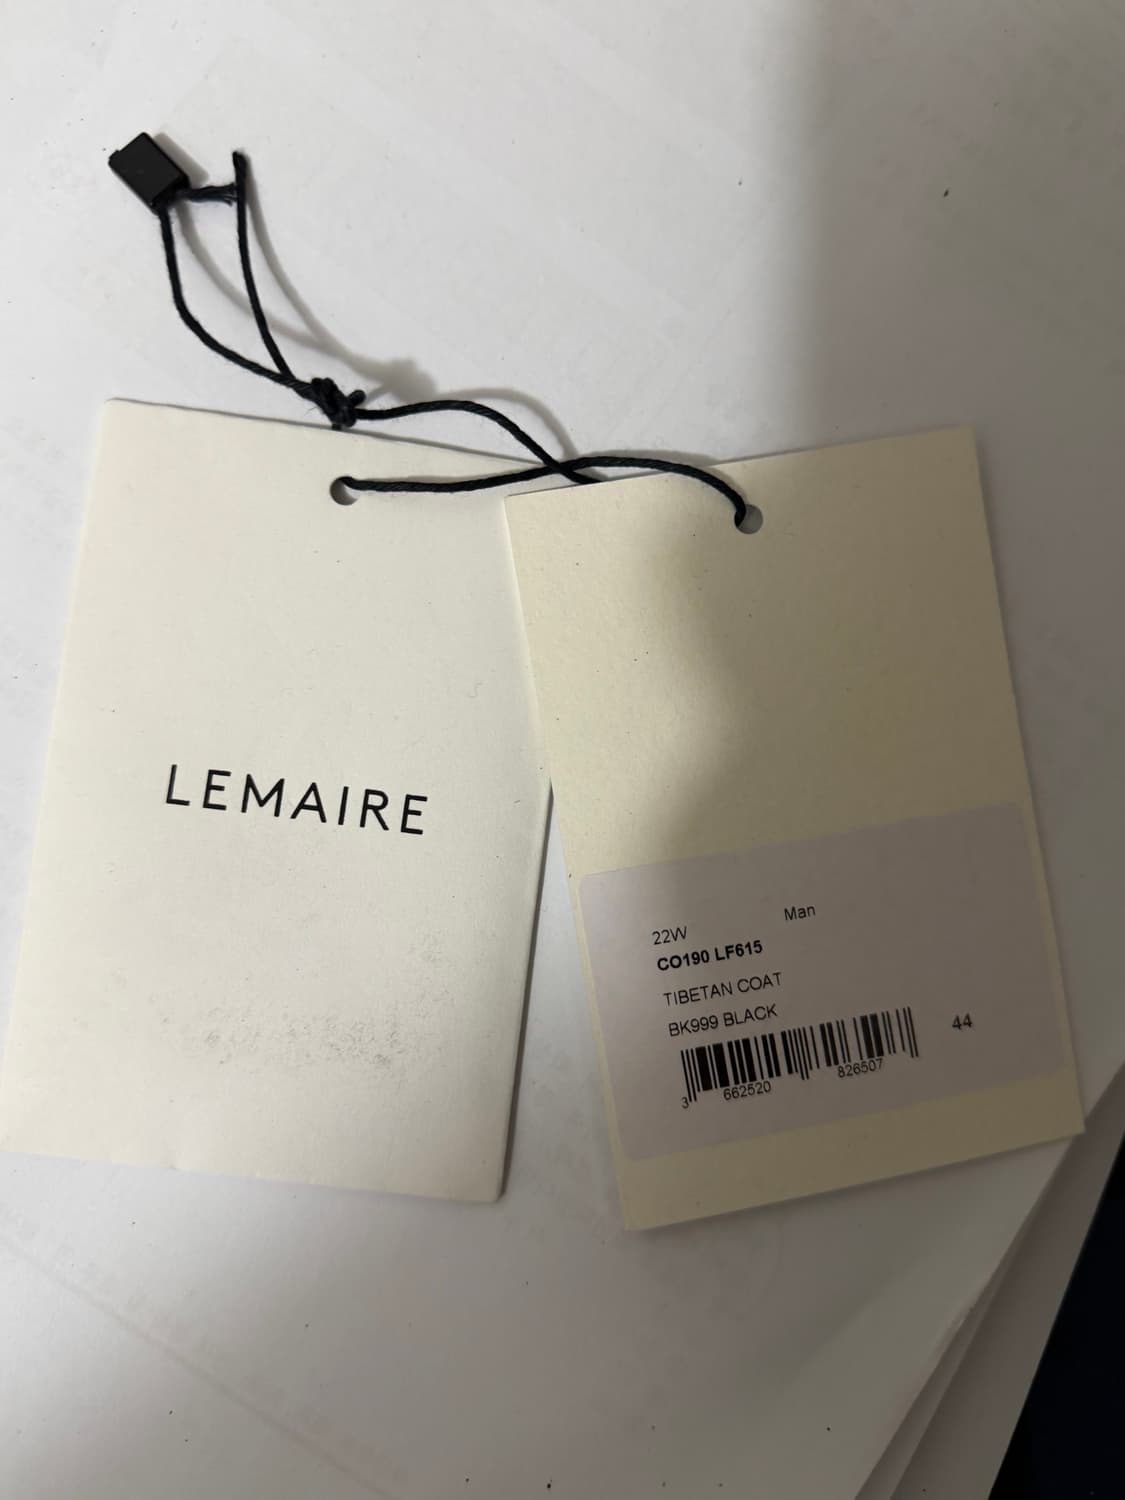 LEMAIRE
22W Man
CO190 LF615
TIBETAN COAT
BK999 BLACK
44
3 662520 826507